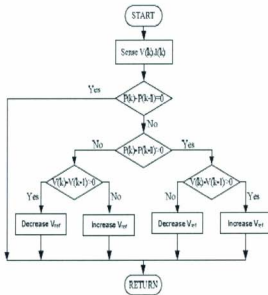 START
Sense V(k),I(k)
Yes
P(k)-P(k-1)=0
No
No
P(k)-P(k-1)>0
Yes
V(k)-V(k-1)>0
V(k)-V(k-1)>0
Yes
No
No
Yes
Decrease Vref
Increase Vref
Decrease Vref
Increase Vref
RETURN